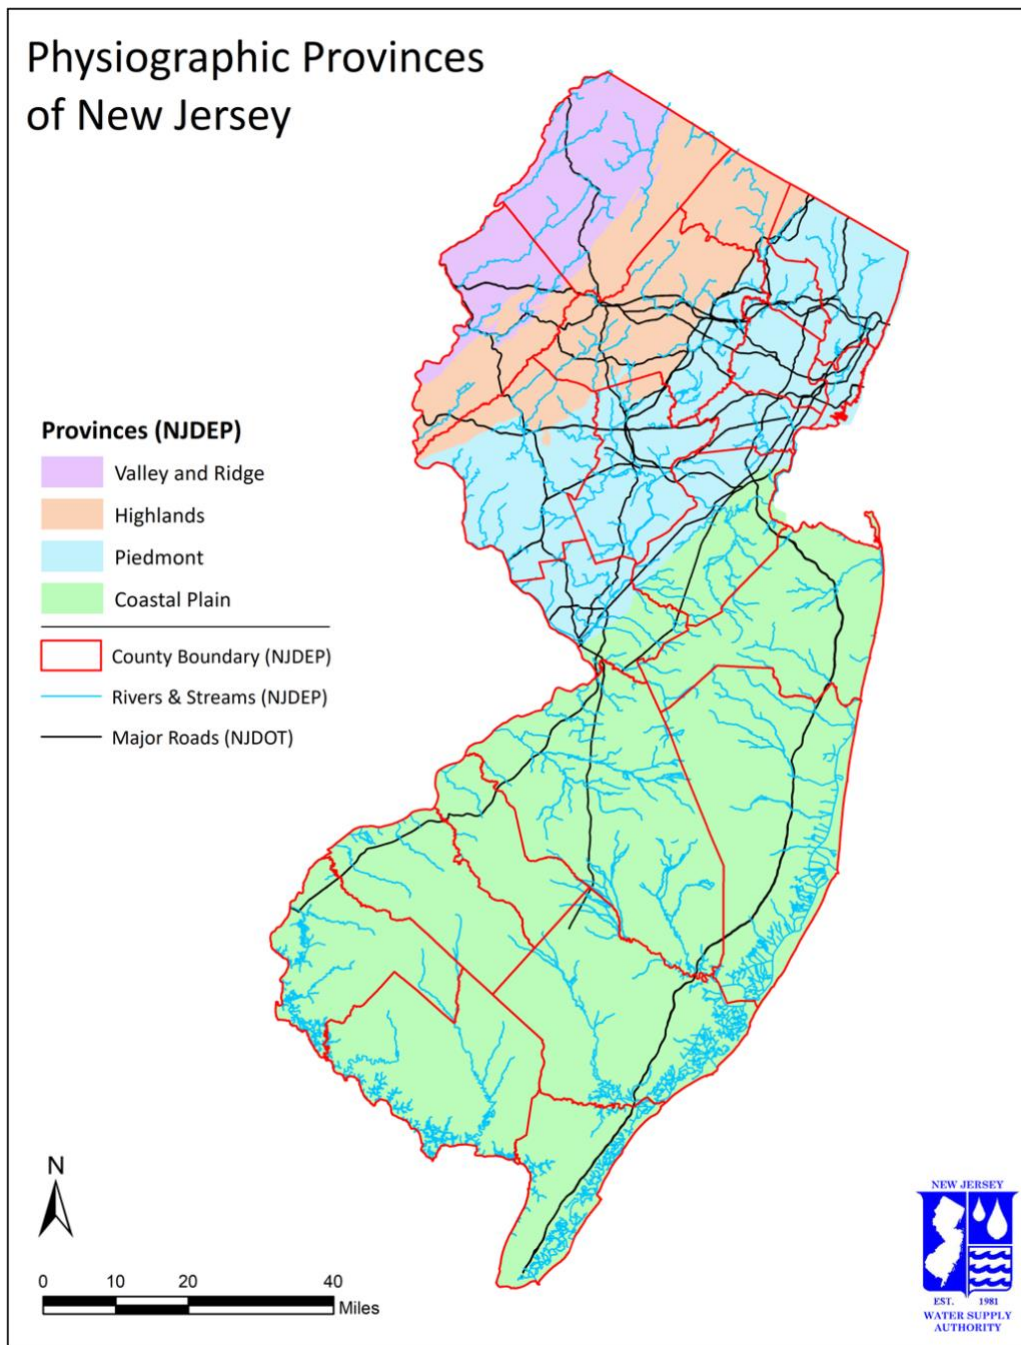 Physiographic Provinces
of New Jersey
Provinces (NJDEP)
Valley and Ridge
Highlands
Piedmont
Coastal Plain
County Boundary (NJDEP)
Rivers & Streams (NJDEP)
Major Roads (NJDOT)
N
0 10 20 40
Miles
NEW JERSEY
EST. 1981
WATER SUPPLY
AUTHORITY